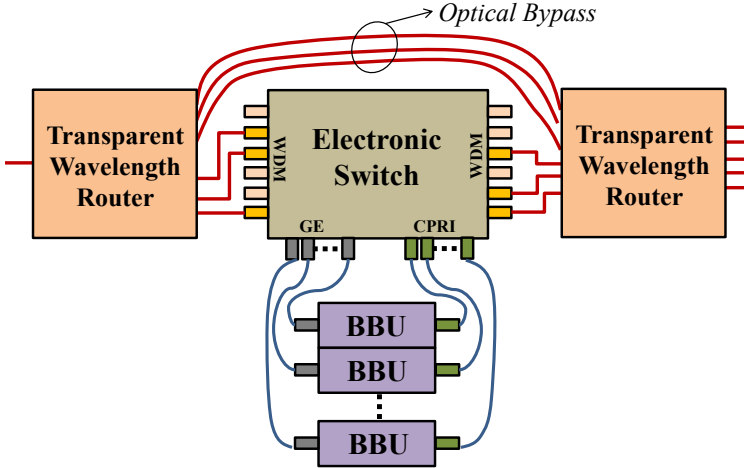 Optical Bypass
Transparent
Wavelength
Router
WDM
Electronic
Switch
WDM
Transparent
Wavelength
Router
GE
CPRI
BBU
BBU
BBU